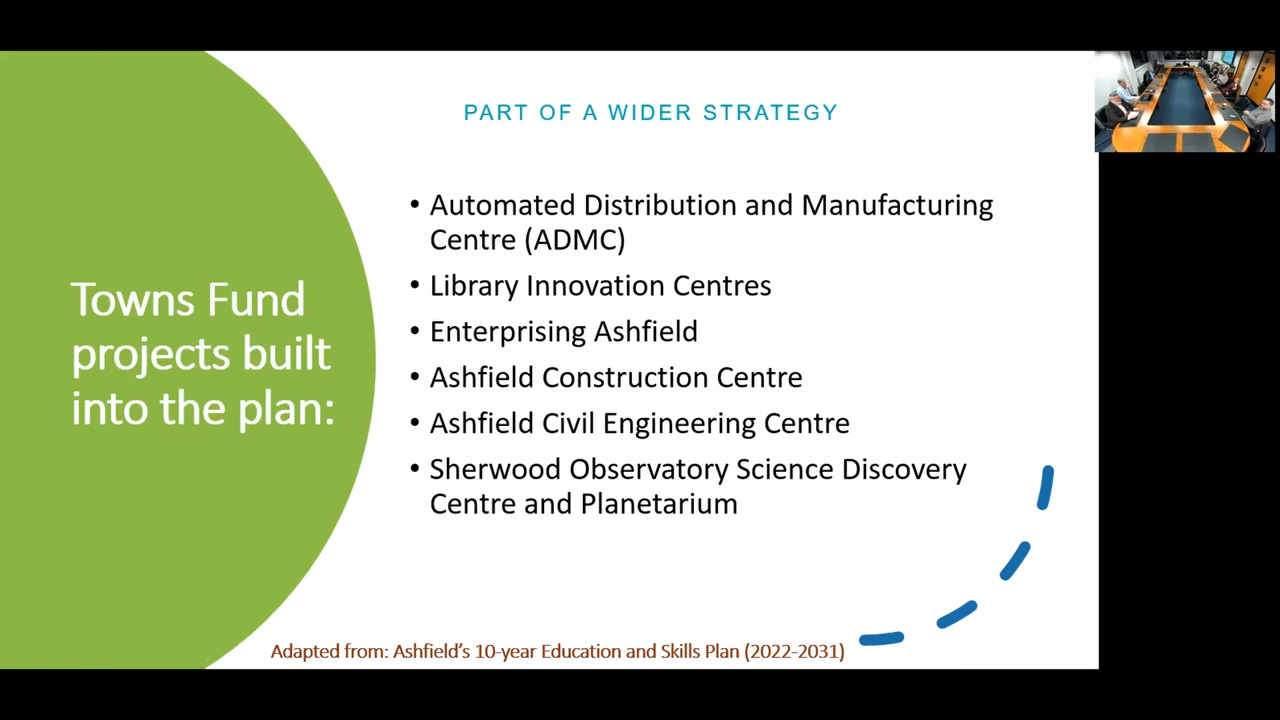 PART OF A WIDER STRATEGY
Towns Fund
projects built
into the plan:
• Automated Distribution and Manufacturing
Centre (ADMC)
• Library Innovation Centres
• Enterprising Ashfield
• Ashfield Construction Centre
• Ashfield Civil Engineering Centre
• Sherwood Observatory Science Discovery
Centre and Planetarium
Adapted from: Ashfield’s 10-year Education and Skills Plan (2022-2031)